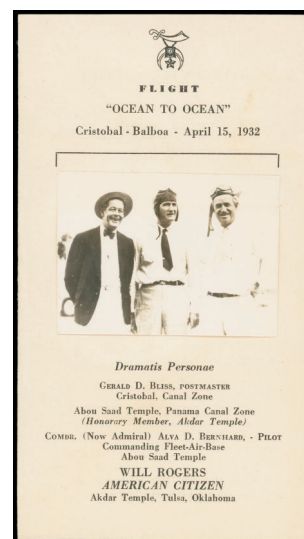 FLIGHT
"OCEAN TO OCEAN"
Cristobal - Balboa - April 15, 1932
Dramatis Personae
GERALD D. BLISS, POSTMASTER
Cristobal, Canal Zone
Abou Saad Temple, Panama Canal Zone
(Honorary Member, Akdar Temple)
COMDR. (Now Admiral) ALVA D. BERNHARD, - PILOT
Commanding Fleet-Air-Base
Abou Saad Temple
WILL ROGERS
AMERICAN CITIZEN
Akdar Temple, Tulsa, Oklahoma